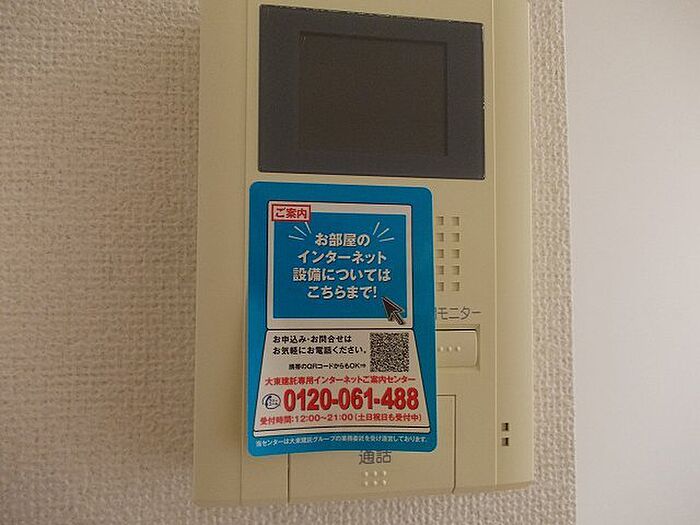 ご案内
お部屋の
インターネット
設備については
こちらまで!
モニター
お申込み・お問合せは
お気軽にお電話ください。
携帯のQRコードからもOK⇒
大東建託専用インターネットご案内センター
0120-061-488
受付時間:12:00~21:00(土日祝日も受付中)
当センターは大東建託グループの業務委託を受け運営しております。
通話